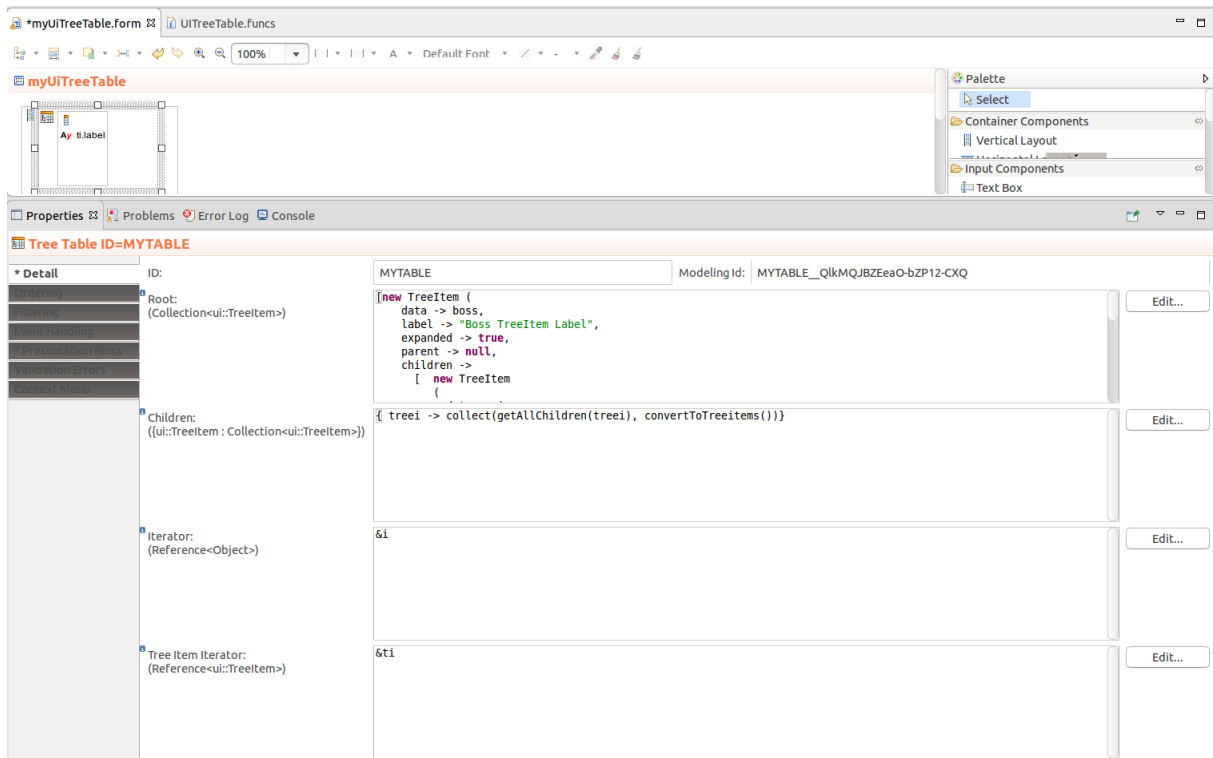 *myUiTreeTable.form UITreeTable.funcs
100% A Default Font
myUiTreeTable
Ay ti.label
Palette
Select
Container Components
Vertical Layout
Input Components
Text Box
Properties Problems Error Log Console
Tree Table ID=MYTABLE
* Detail
Ordering
Filtering
Event Handling
* Presentation Hints
Validation Errors
Context Menu
ID: MYTABLE Modeling Id: MYTABLE__QlkMQJBZEeaO-bZP12-CXQ
Root:
(Collection<ui::TreeItem>)
[new TreeItem (
data -> boss,
label -> "Boss TreeItem Label",
expanded -> true,
parent -> null,
children ->
[ new TreeItem
(
Edit...
Children:
({ui::TreeItem : Collection<ui::TreeItem>})
{ treei -> collect(getAllChildren(treei), convertToTreeitems())}
Edit...
Iterator:
(Reference<Object>)
&i
Edit...
Tree Item Iterator:
(Reference<ui::TreeItem>)
&ti
Edit...